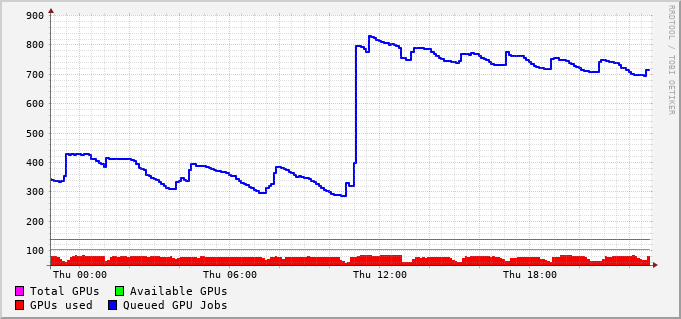 900
800
700
600
500
400
300
200
100
Thu 00:00 Thu 06:00 Thu 12:00 Thu 18:00
Total GPUs Available GPUs
GPUs used Queued GPU Jobs
RRDTOOL / TOBI OETIKER